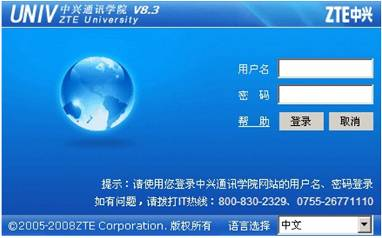 UNIV 中兴通讯学院 V8.3
ZTE University
ZTE中兴
用户名
密 码
帮 助 登录 取消
提示：请使用您登录中兴通讯学院网站的用户名、密码登录
如有问题，请拨打IT热线：800-830-2329、0755-26771110
©2005-2008ZTE Corporation. 版权所有 语言选择 中文